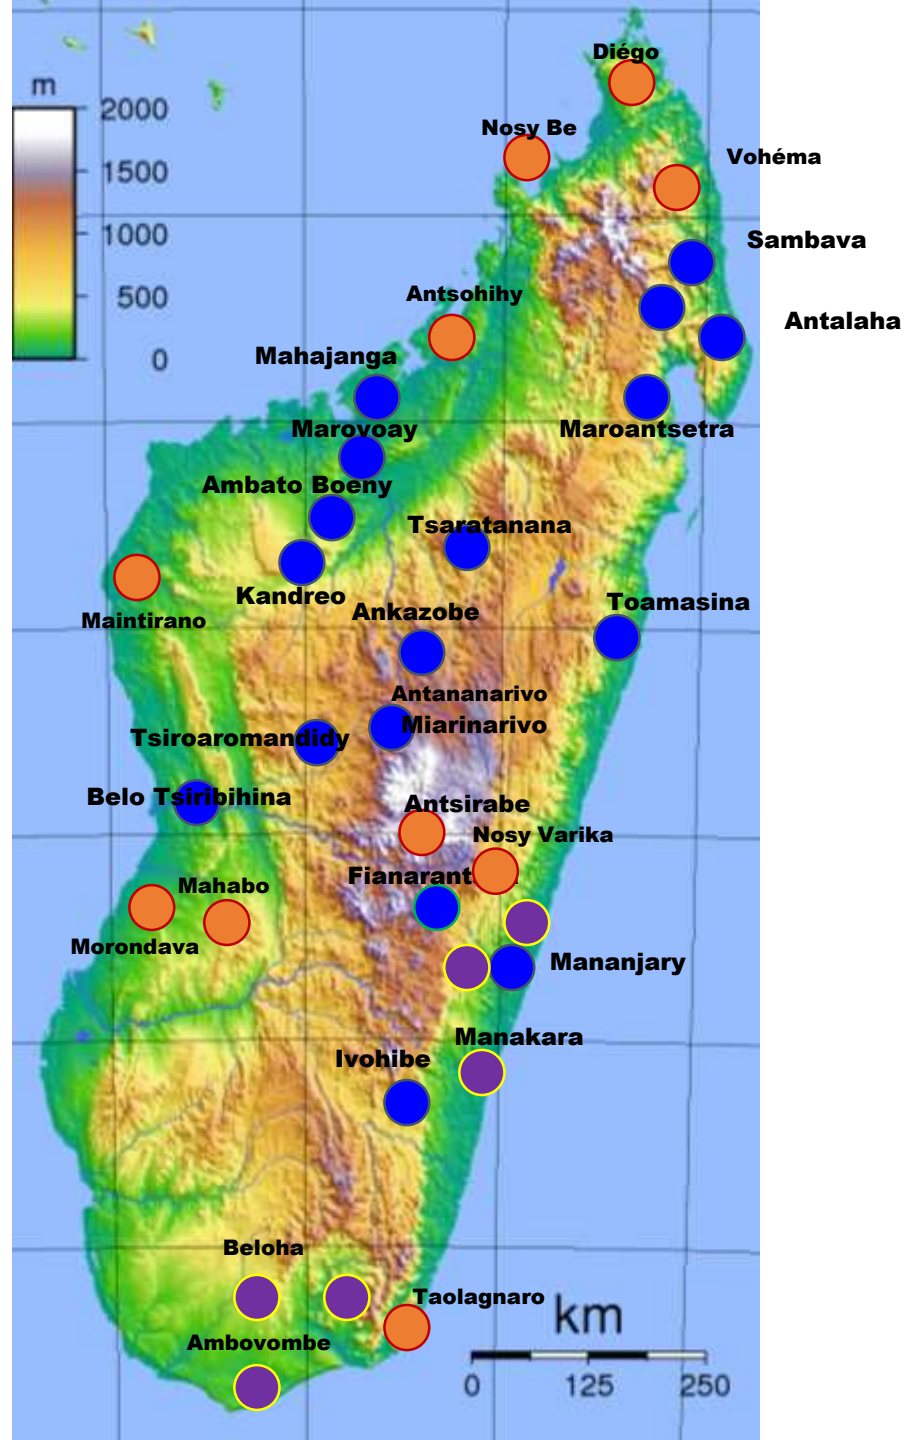 Diégo
m
2000
Nosy Be
Vohéma
1500
1000
Sambava
500
Antsohihy
Antalaha
0
Mahajanga
Marovoay
Maroantsetra
Ambato Boeny
Tsaratanana
Kandreo
Toamasina
Ankazobe
Maintirano
Antananarivo
Miarinarivo
Tsiroaromandidy
Belo Tsiribihina
Antsirabe
Nosy Varika
Fianarant
Mahabo
Morondava
Mananjary
Manakara
Ivohibe
Beloha
Taolagnaro
km
Ambovombe
0 125 250